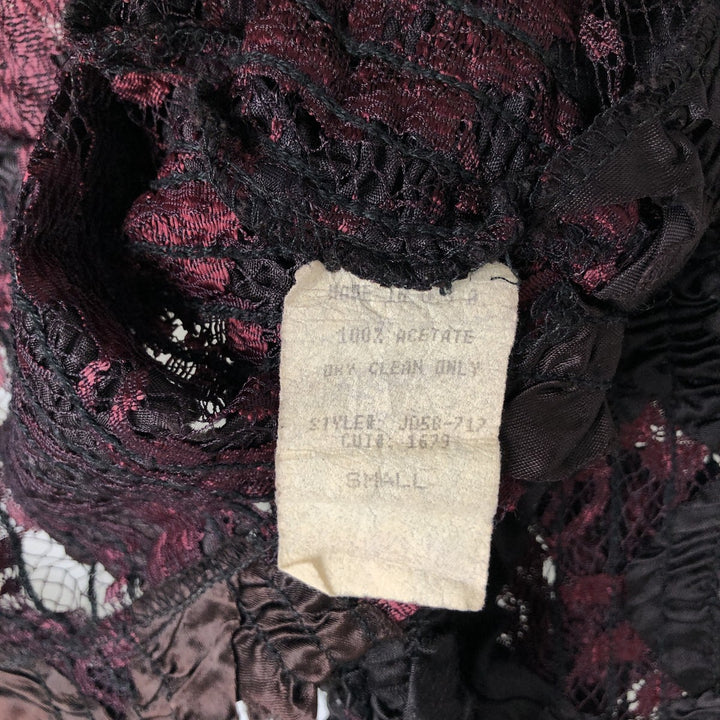 MADE IN U S A
100% ACETATE
DRY CLEAN ONLY
STYLE#: JDSB-717
CUT#: 1679
SMALL